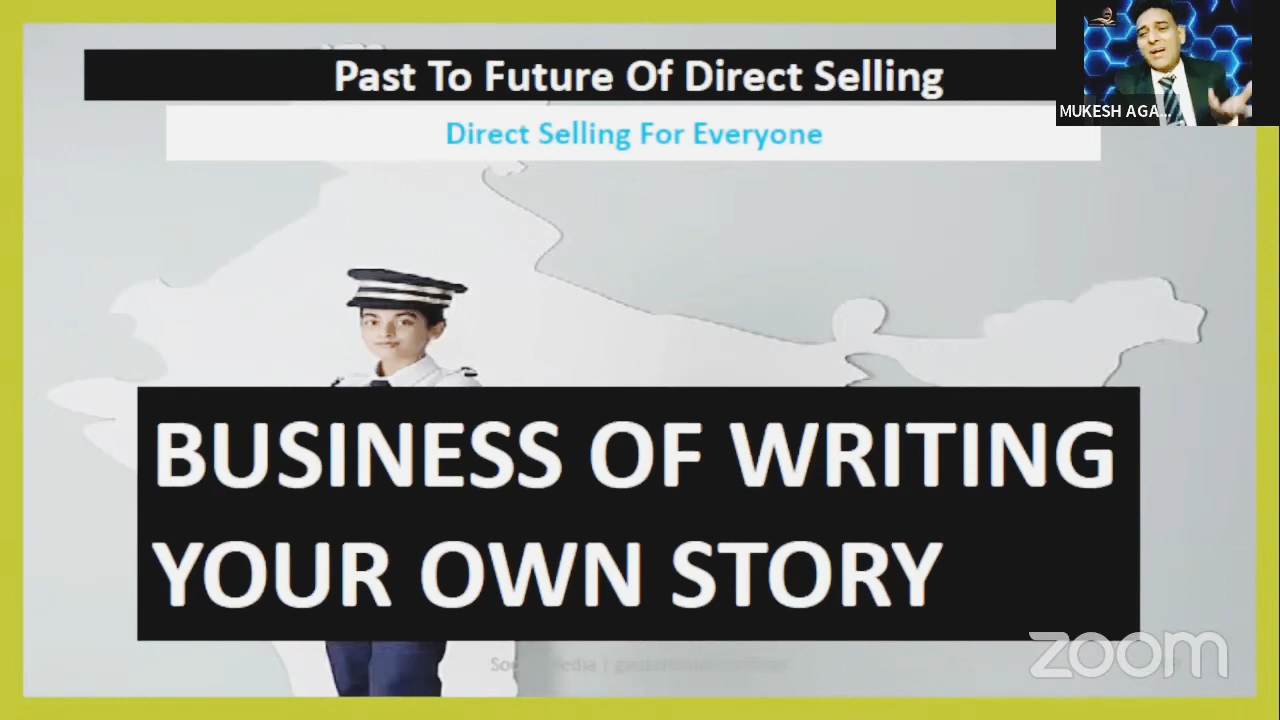 Past To Future Of Direct Selling
Direct Selling For Everyone
MUKESH AGA...
BUSINESS OF WRITING
YOUR OWN STORY
zoom